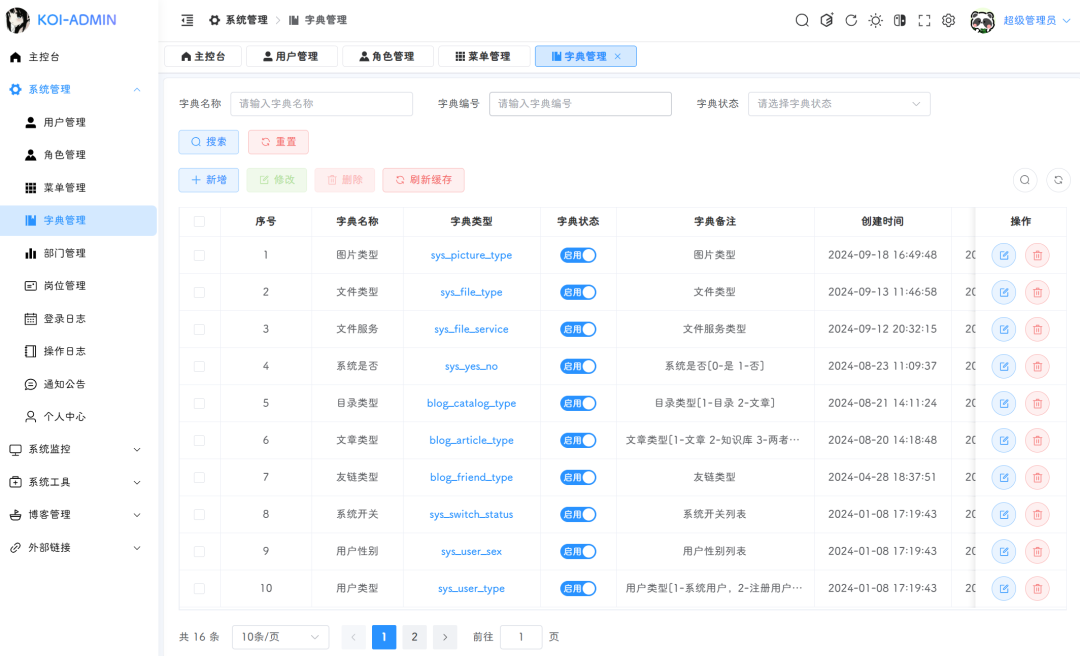 KOI-ADMIN
系统管理 > 字典管理
超级管理员
主控台 用户管理 角色管理 菜单管理 字典管理 ×
主控台
系统管理
用户管理
角色管理
菜单管理
字典管理
部门管理
岗位管理
登录日志
操作日志
通知公告
个人中心
系统监控
系统工具
博客管理
外部链接
字典名称 请输入字典名称 字典编号 请输入字典编号 字典状态 请选择字典状态
搜索 重置
新增 修改 删除 刷新缓存
序号 字典名称 字典类型 字典状态 字典备注 创建时间 操作
1 图片类型 sys_picture_type 启用 图片类型 2024-09-18 16:49:48 20
2 文件类型 sys_file_type 启用 文件类型 2024-09-13 11:46:58 20
3 文件服务 sys_file_service 启用 文件服务类型 2024-09-12 20:32:15 20
4 系统是否 sys_yes_no 启用 系统是否[0-是 1-否] 2024-08-23 11:09:37 20
5 目录类型 blog_catalog_type 启用 目录类型[1-目录 2-文章] 2024-08-21 14:11:24 20
6 文章类型 blog_article_type 启用 文章类型[1-文章 2-知识库 3-两者… 2024-08-20 14:18:48 20
7 友链类型 blog_friend_type 启用 友链类型 2024-04-28 18:37:51 20
8 系统开关 sys_switch_status 启用 系统开关列表 2024-01-08 17:19:43 20
9 用户性别 sys_user_sex 启用 用户性别列表 2024-01-08 17:19:43 20
10 用户类型 sys_user_type 启用 用户类型[1-系统用户，2-注册用户… 2024-01-08 17:19:43 20
共 16 条 10条/页 < 1 2 > 前往 1 页